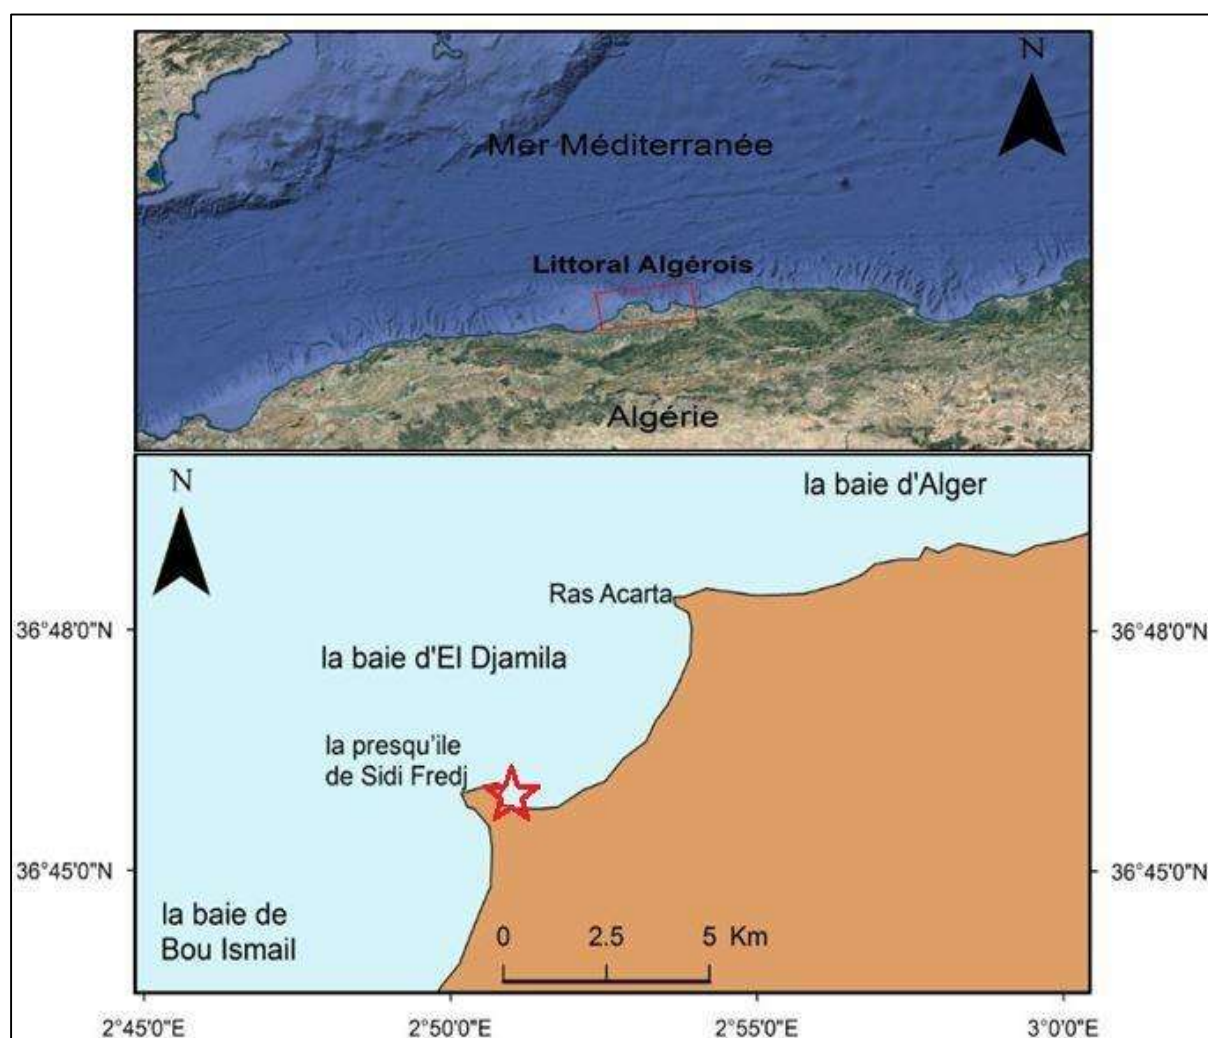 N
Mer Méditerranée
Littoral Algérois
Algérie
N
la baie d'Alger
Ras Acarta
36°48'0"N
36°48'0"N
la baie d'El Djamila
la presqu'ile
de Sidi Fredj
36°45'0"N
36°45'0"N
la baie de
Bou Ismail
0 2.5 5 Km
2°45'0"E 2°50'0"E 2°55'0"E 3°0'0"E